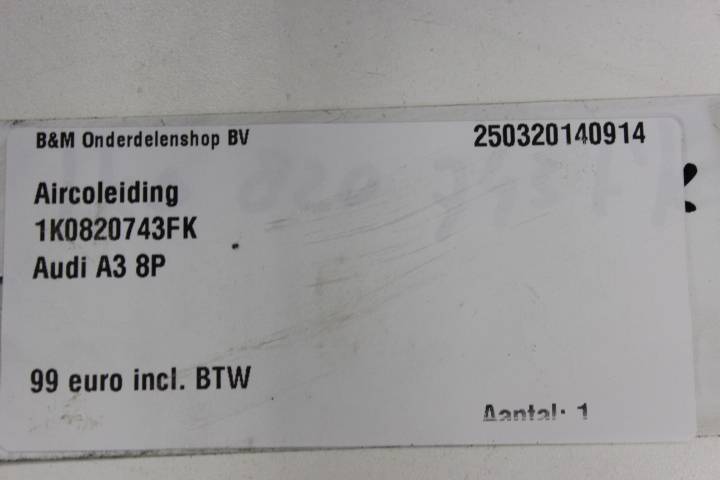 B&M Onderdelenshop BV 250320140914
Aircoleiding
1K0820743FK
Audi A3 8P
99 euro incl. BTW
Aantal: 1